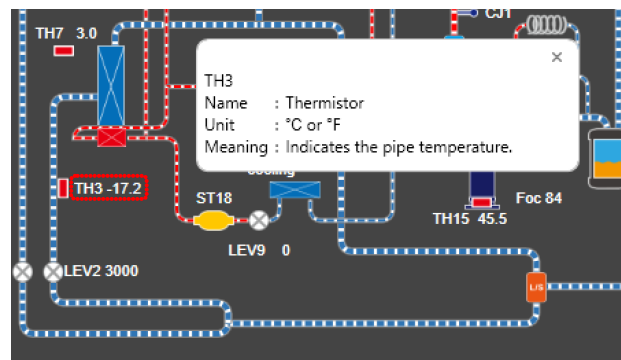 CJ1
TH7 3.0
TH3
Name : Thermistor
Unit : °C or °F
Meaning : Indicates the pipe temperature.
cooling
TH3 -17.2
ST18
Foc 84
TH15 45.5
LEV9 0
LEV2 3000
L/S